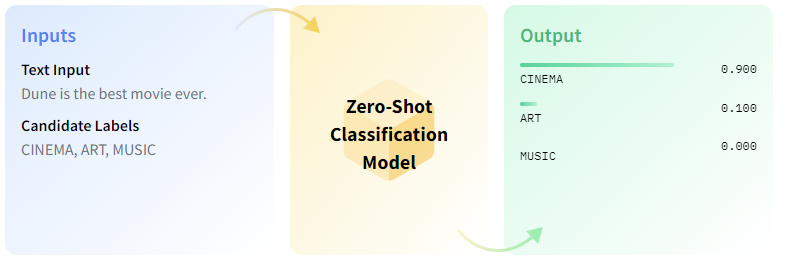 Inputs
Text Input
Dune is the best movie ever.
Candidate Labels
CINEMA, ART, MUSIC
Zero-Shot
Classification
Model
Output
CINEMA 0.900
ART 0.100
MUSIC 0.000